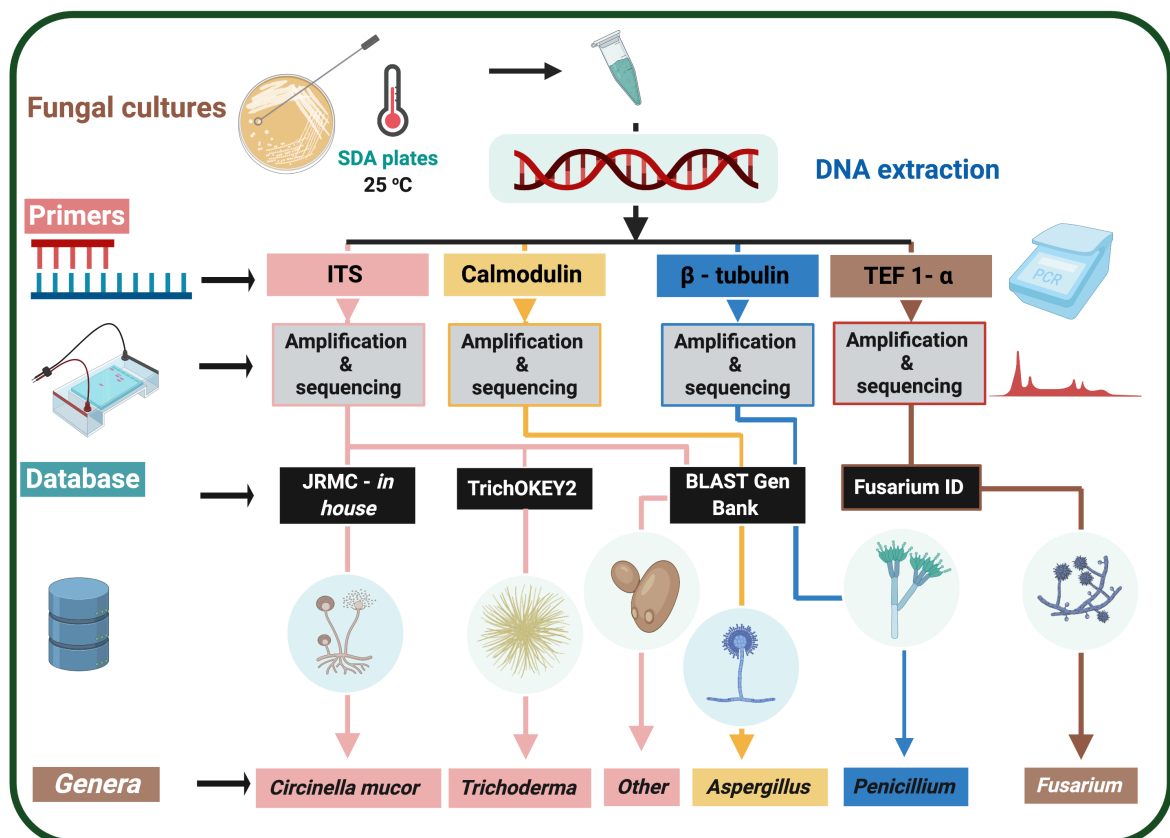 Fungal cultures
SDA plates
25 ºC
DNA extraction
Primers
ITS
Calmodulin
β - tubulin
TEF 1- α
PCR
Amplification
&
sequencing
Amplification
&
sequencing
Amplification
&
sequencing
Amplification
&
sequencing
Database
JRMC - in
house
TrichOKEY2
BLAST Gen
Bank
Fusarium ID
Genera
Circinella mucor
Trichoderma
Other
Aspergillus
Penicillium
Fusarium